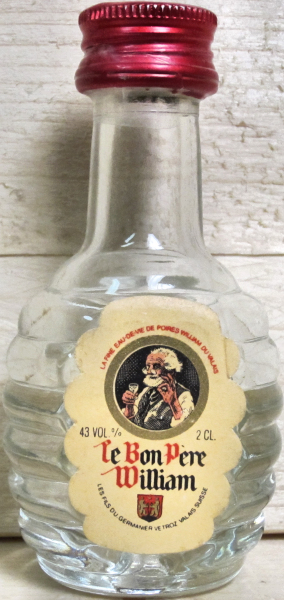 LA FINE EAU-DE-VIE DE POIRES WILLIAM DU VALAIS
43 VOL.% 2 CL.
Le Bon Père
William
LES FILS DU GERMANIER VETROZ VALAIS SUISSE